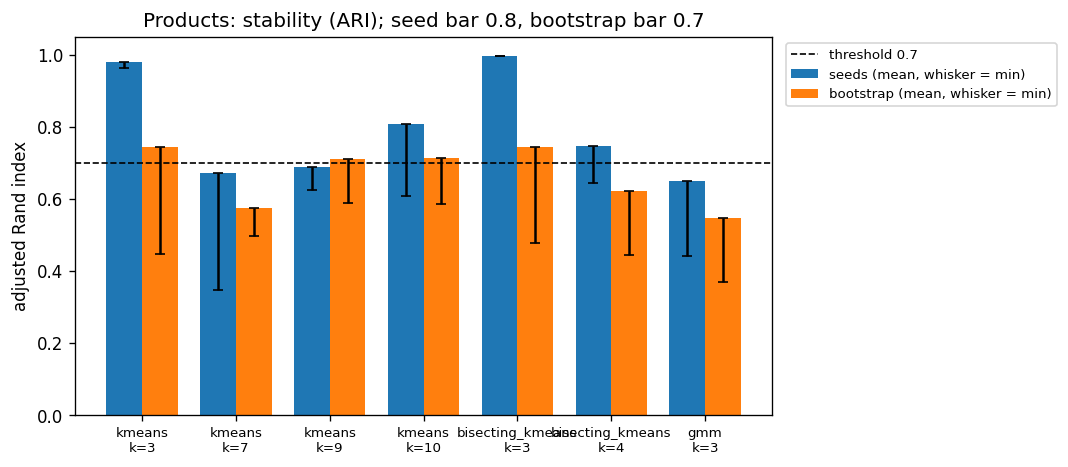 Products: stability (ARI); seed bar 0.8, bootstrap bar 0.7
adjusted Rand index
1.0
0.8
0.6
0.4
0.2
0.0
kmeans
k=3
kmeans
k=7
kmeans
k=9
kmeans
k=10
bisecting_kmeans
k=3
bisecting_kmeans
k=4
gmm
k=3
threshold 0.7
seeds (mean, whisker = min)
bootstrap (mean, whisker = min)